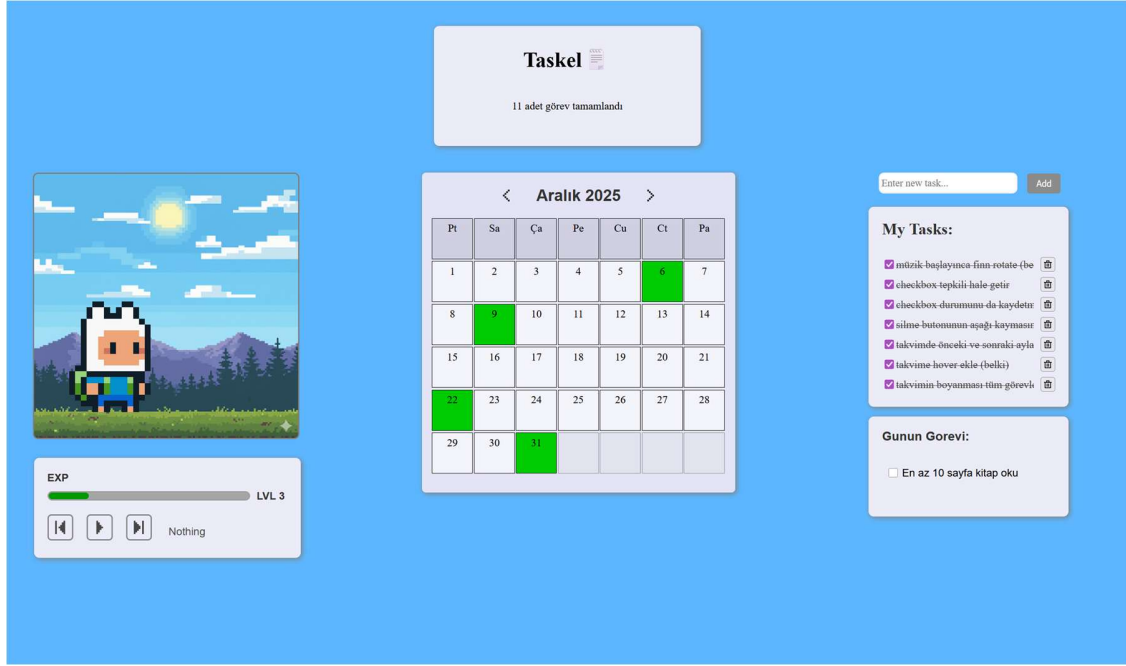 Taskel
11 adet görev tamamlandı
Aralık 2025
Pt Sa Ça Pe Cu Ct Pa
1 2 3 4 5 6 7
8 9 10 11 12 13 14
15 16 17 18 19 20 21
22 23 24 25 26 27 28
29 30 31
EXP
LVL 3
Nothing
Enter new task... Add
My Tasks:
müzik başlayınca finn rotate (be
checkbox tepkili hale getir
checkbox durumunu da kaydetm
silme butonunun aşağı kaymasın
takvimde önceki ve sonraki ayla
takvime hover ekle (belki)
takvimin boyanması tüm görevle
Gunun Gorevi:
En az 10 sayfa kitap oku